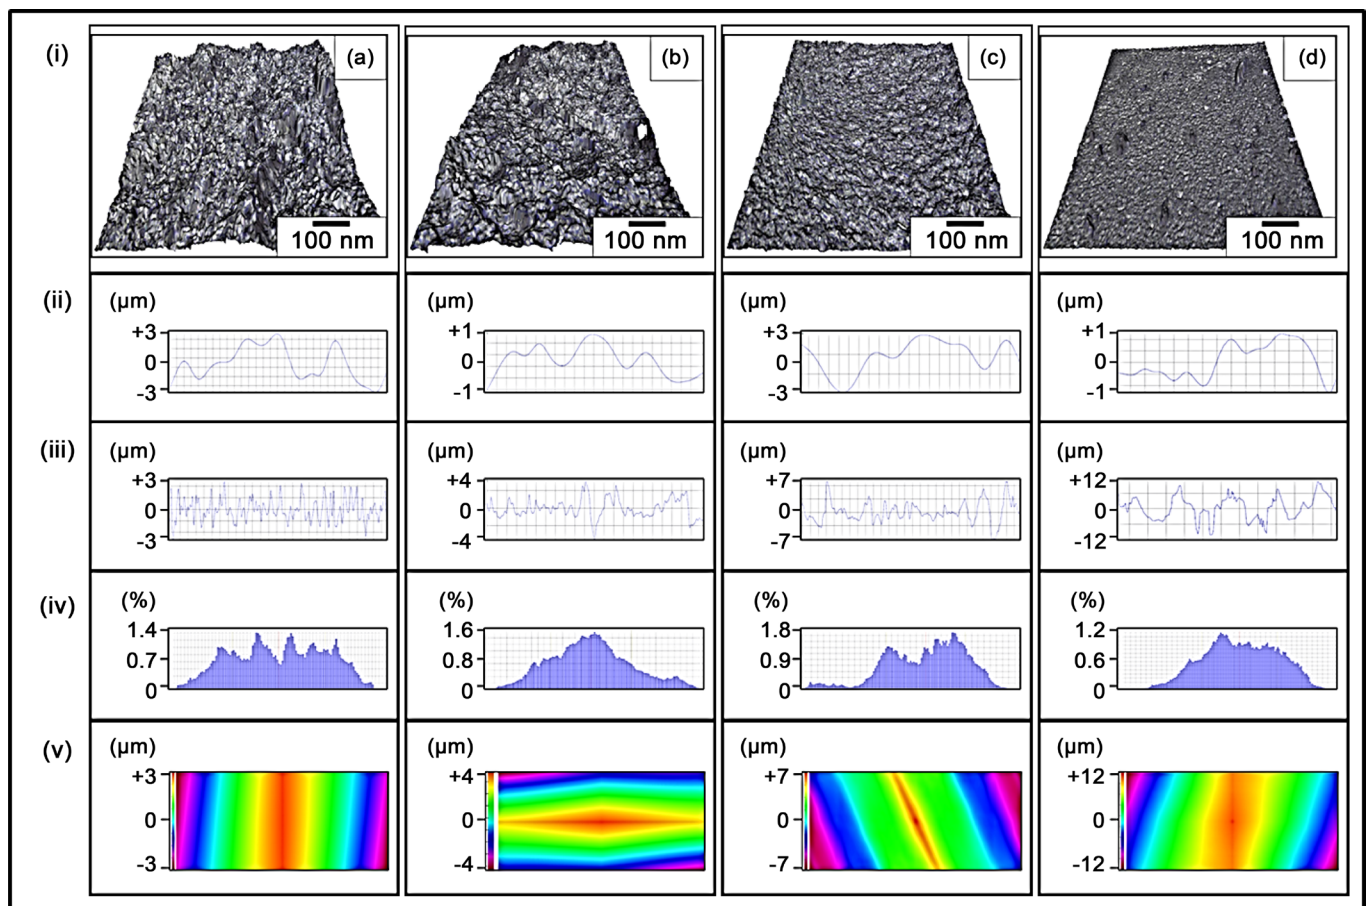 (i) (a) (b) (c) (d)
100 nm 100 nm 100 nm 100 nm
(ii) (µm) (µm) (µm) (µm)
+3 +1 +3 +1
0 0 0 0
-3 -1 -3 -1
(iii) (µm) (µm) (µm) (µm)
+3 +4 +7 +12
0 0 0 0
-3 -4 -7 -12
(iv) (%) (%) (%) (%)
1.4 1.6 1.8 1.2
0.7 0.8 0.9 0.6
0 0 0 0
(v) (µm) (µm) (µm) (µm)
+3 +4 +7 +12
0 0 0 0
-3 -4 -7 -12